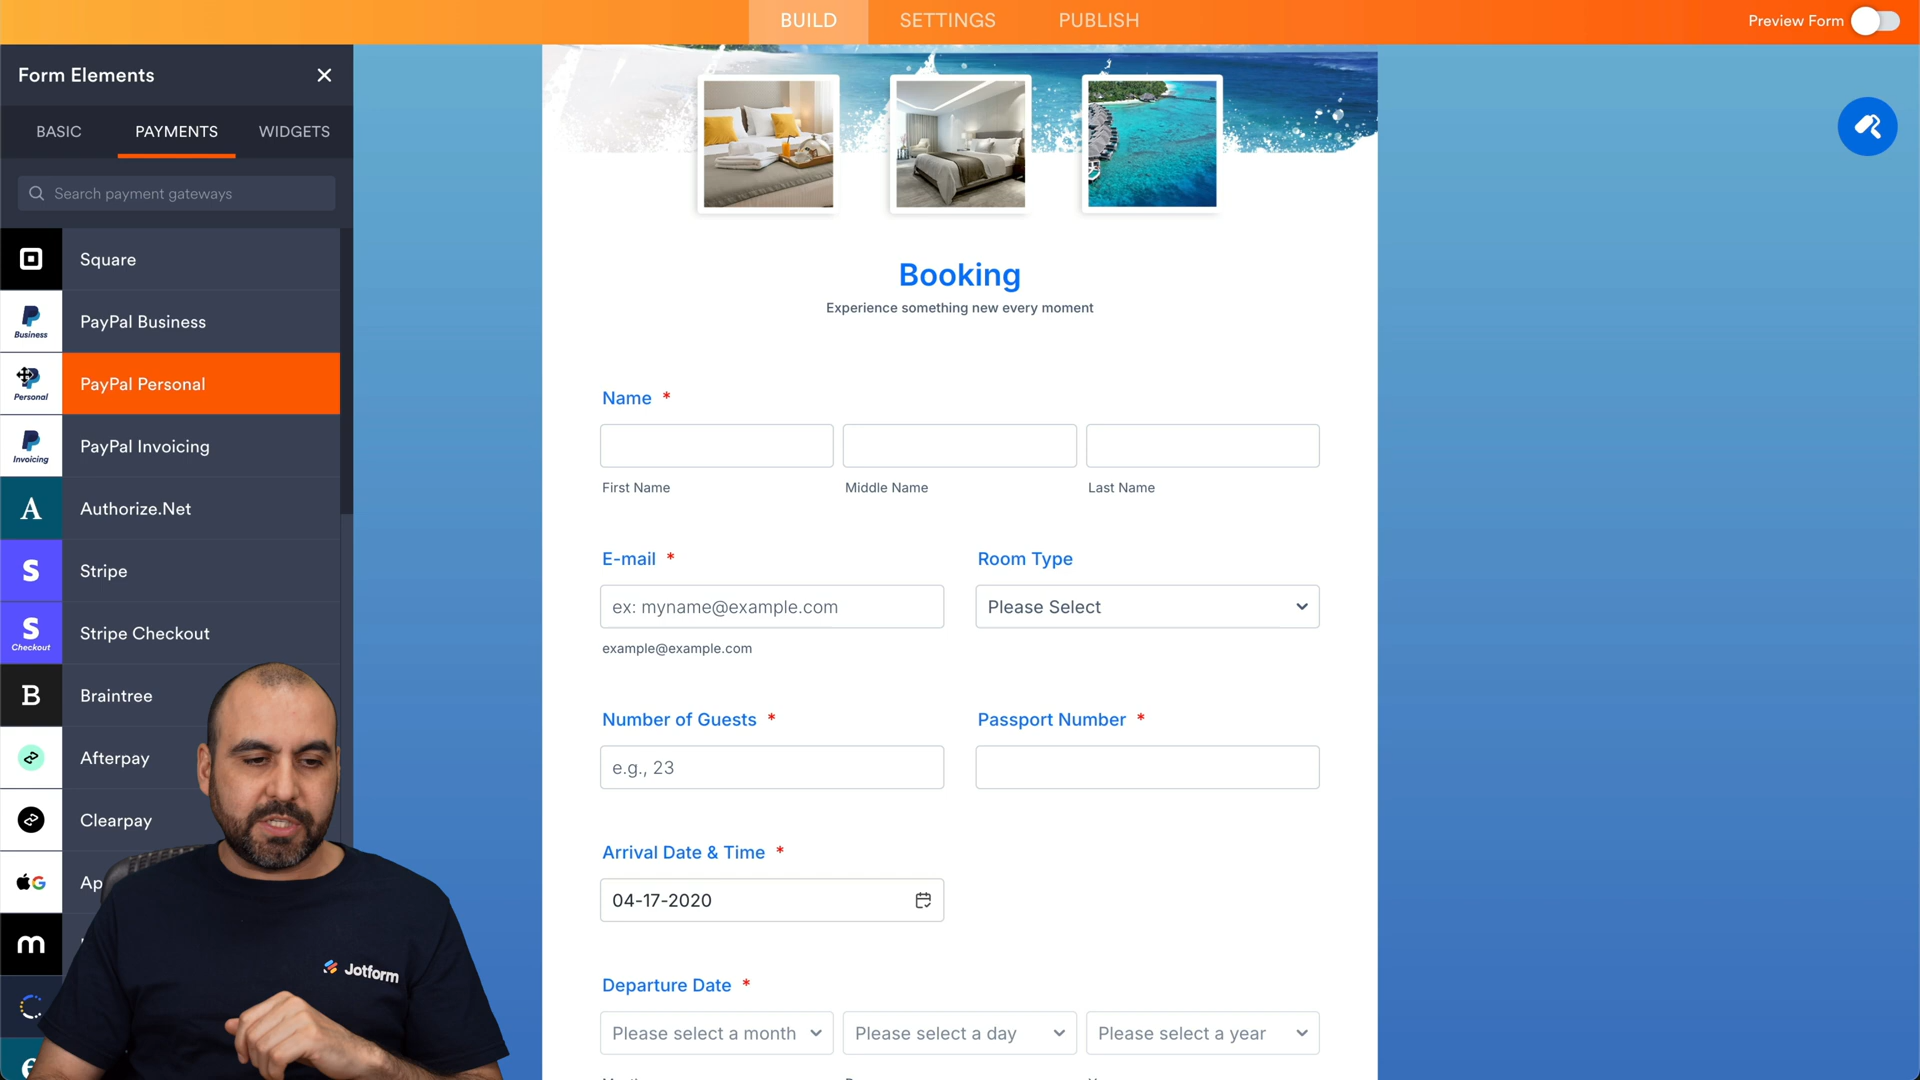 BUILD SETTINGS PUBLISH Preview Form
Form Elements
BASIC PAYMENTS WIDGETS
Search payment gateways
Square
Business PayPal Business
Personal PayPal Personal
Invoicing PayPal Invoicing
A Authorize.Net
S Stripe
S Checkout Stripe Checkout
B Braintree
Afterpay
Clearpay
G Ap
m
Jotform
Booking
Experience something new every moment
Name *
First Name Middle Name Last Name
E-mail * Room Type
ex: myname@example.com Please Select
example@example.com
Number of Guests * Passport Number *
e.g., 23
Arrival Date & Time *
04-17-2020
Departure Date *
Please select a month Please select a day Please select a year